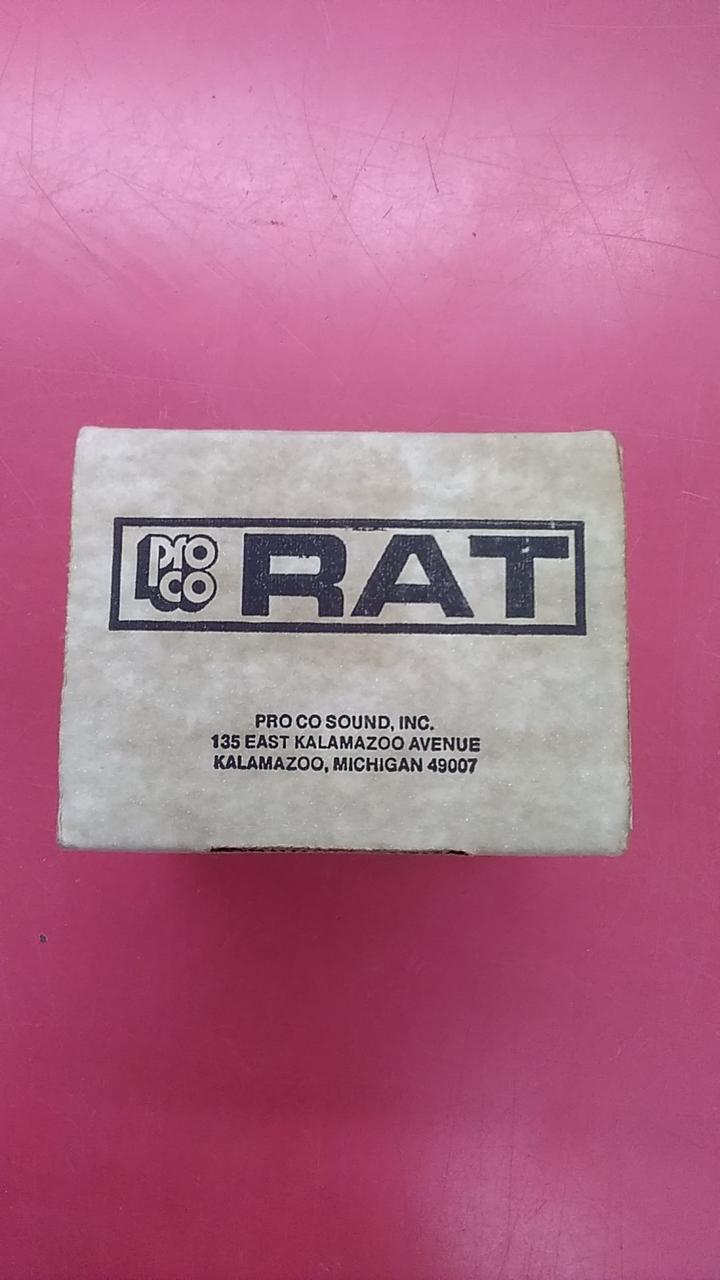 pro co RAT
PRO CO SOUND, INC.
135 EAST KALAMAZOO AVENUE
KALAMAZOO, MICHIGAN 49007